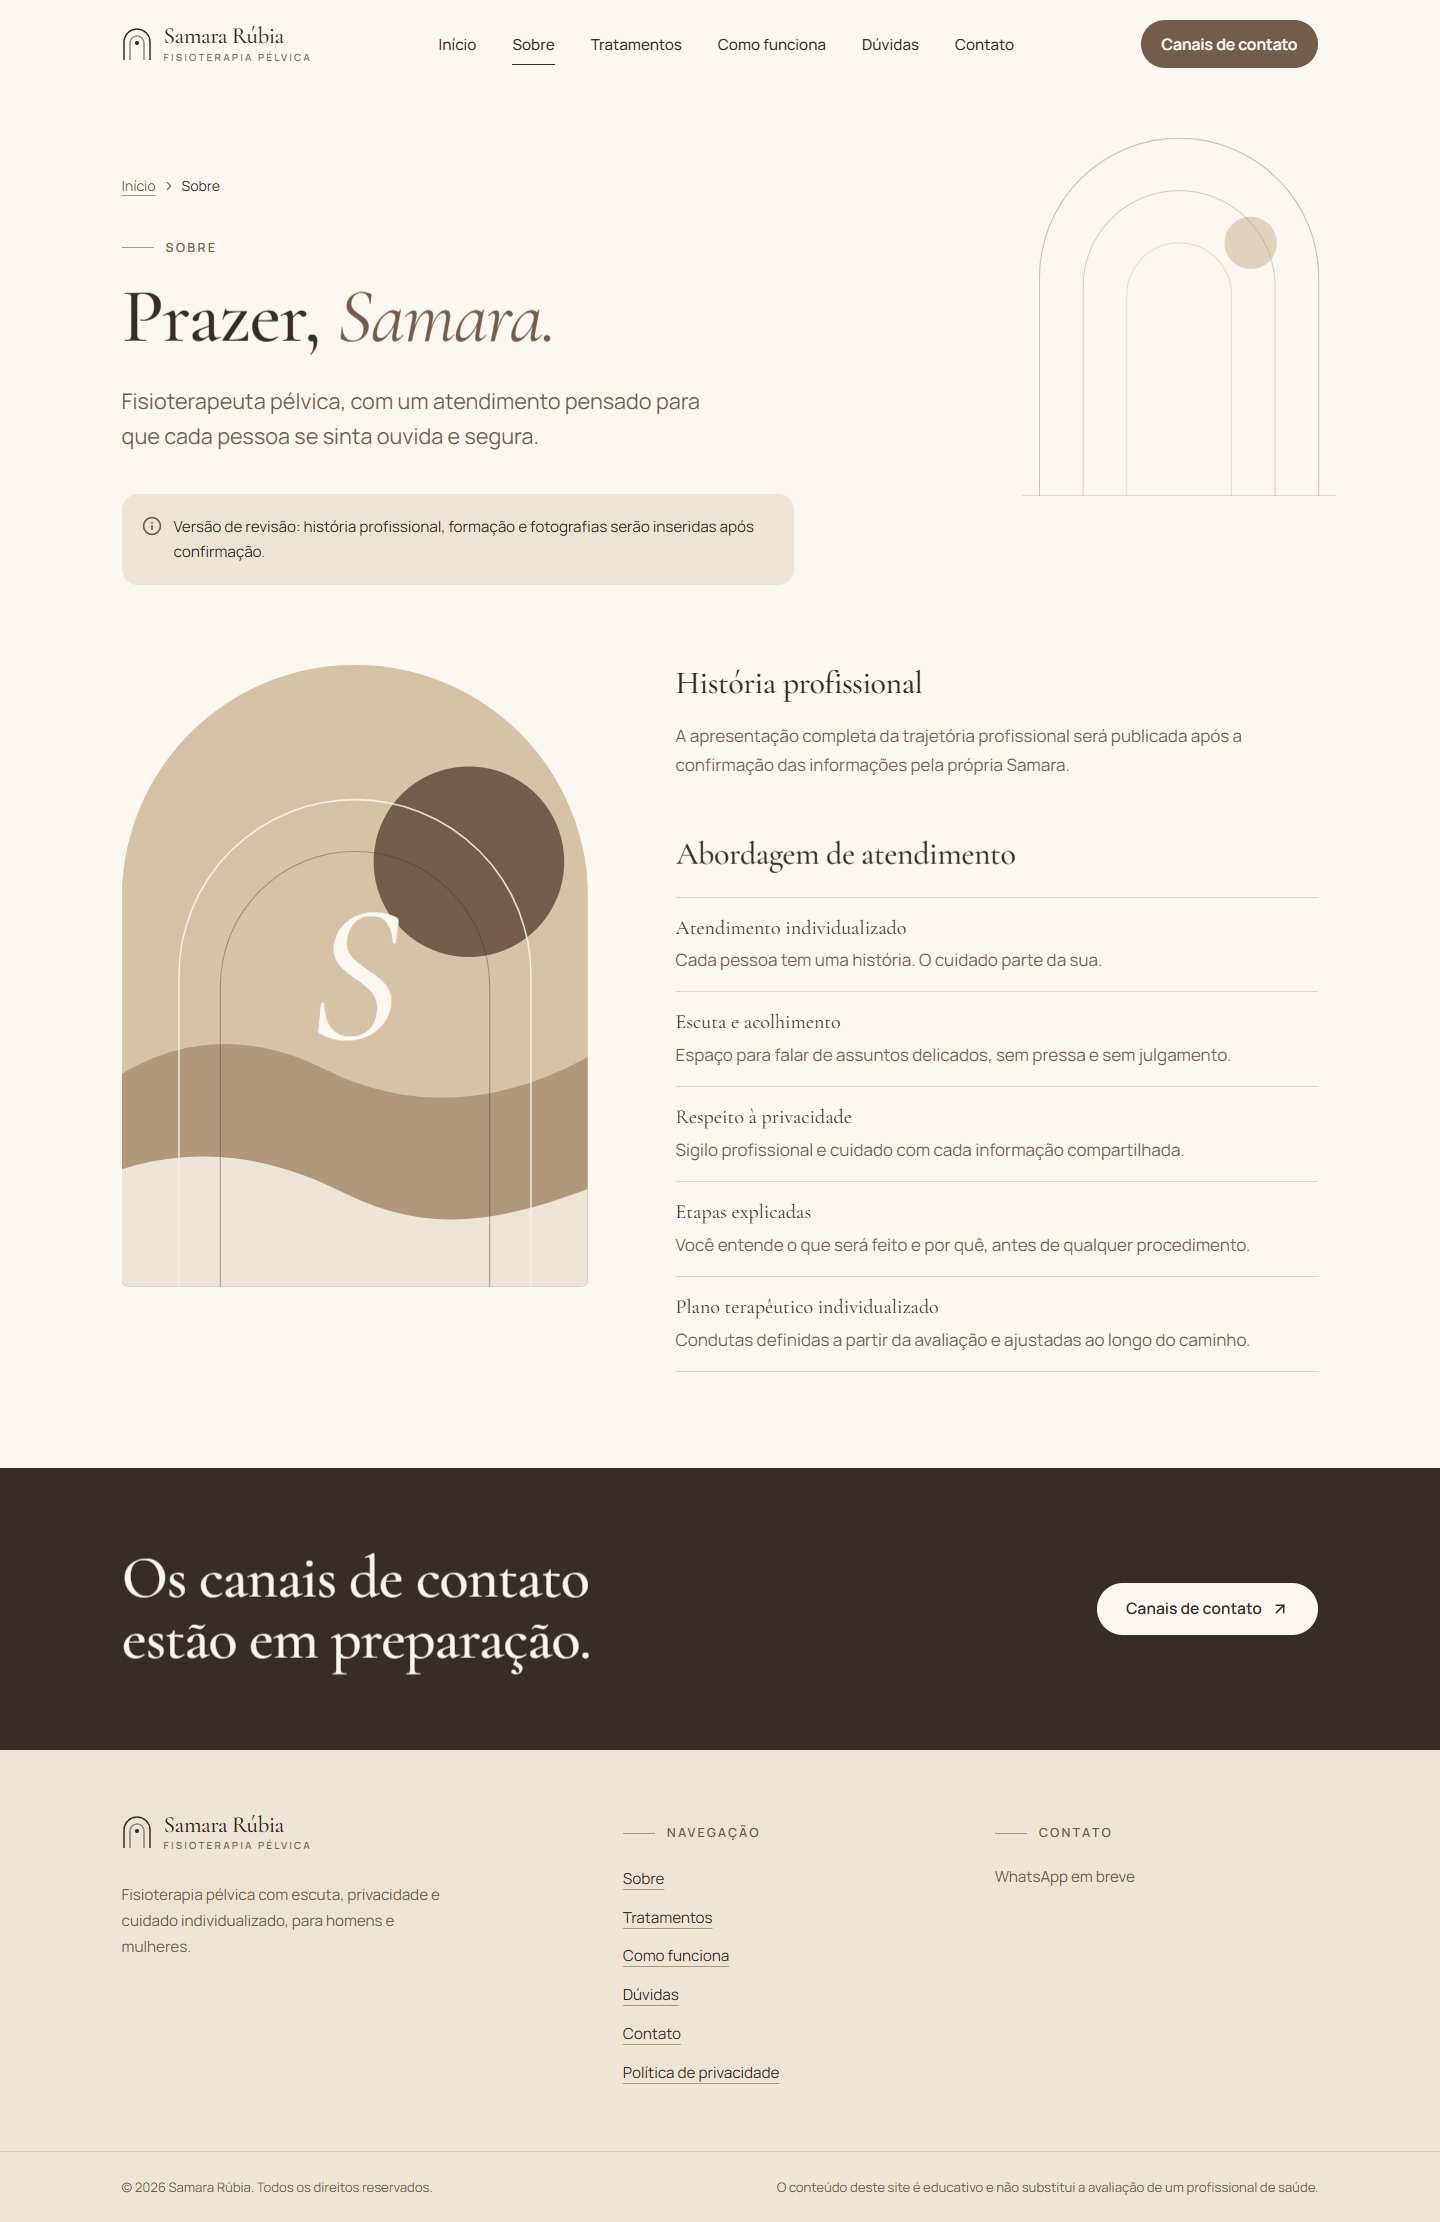 Samara Rúbia
FISIOTERAPIA PÉLVICA
Início
Sobre
Tratamentos
Como funciona
Dúvidas
Contato
Canais de contato
Início > Sobre
SOBRE
Prazer, Samara.
Fisioterapeuta pélvica, com um atendimento pensado para
que cada pessoa se sinta ouvida e segura.
Versão de revisão: história profissional, formação e fotografias serão inseridas após
confirmação.
S
História profissional
A apresentação completa da trajetória profissional será publicada após a
confirmação das informações pela própria Samara.
Abordagem de atendimento
Atendimento individualizado
Cada pessoa tem uma história. O cuidado parte da sua.
Escuta e acolhimento
Espaço para falar de assuntos delicados, sem pressa e sem julgamento.
Respeito à privacidade
Sigilo profissional e cuidado com cada informação compartilhada.
Etapas explicadas
Você entende o que será feito e por quê, antes de qualquer procedimento.
Plano terapêutico individualizado
Condutas definidas a partir da avaliação e ajustadas ao longo do caminho.
Os canais de contato
estão em preparação.
Canais de contato
Samara Rúbia
FISIOTERAPIA PÉLVICA
Fisioterapia pélvica com escuta, privacidade e
cuidado individualizado, para homens e
mulheres.
NAVEGAÇÃO
Sobre
Tratamentos
Como funciona
Dúvidas
Contato
Política de privacidade
CONTATO
WhatsApp em breve
© 2026 Samara Rúbia. Todos os direitos reservados.
O conteúdo deste site é educativo e não substitui a avaliação de um profissional de saúde.